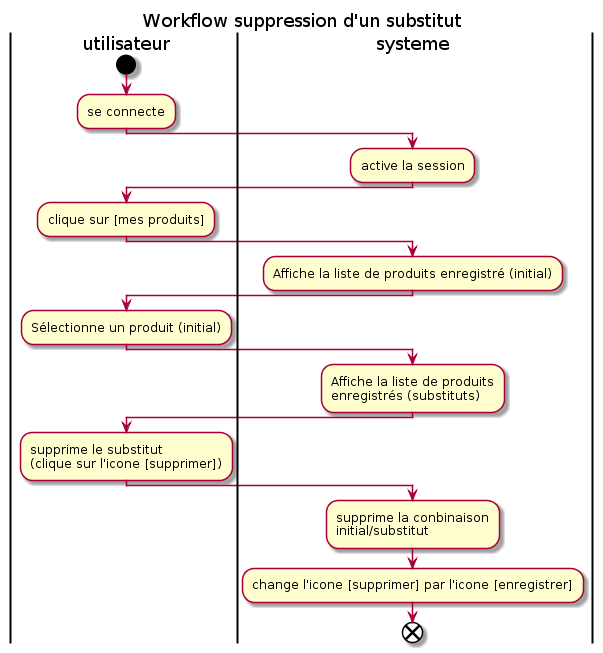 Workflow suppression d'un substitut
utilisateur
systeme
se connecte
active la session
clique sur [mes produits]
Affiche la liste de produits enregistré (initial)
Sélectionne un produit (initial)
Affiche la liste de produits
enregistrés (substituts)
supprime le substitut
(clique sur l'icone [supprimer])
supprime la conbinaison
initial/substitut
change l'icone [supprimer] par l'icone [enregistrer]